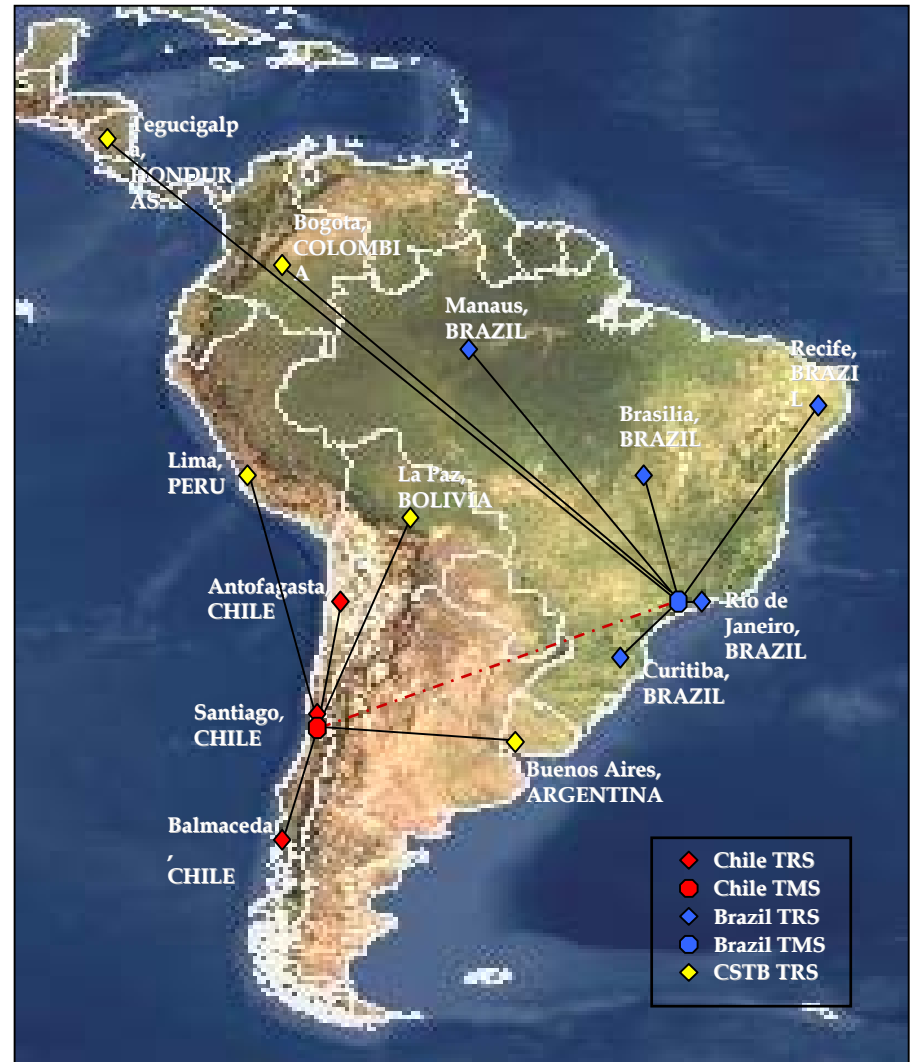 Tegucigalp
a,
HONDUR
AS
Bogota,
COLOMBI
A
Manaus,
BRAZIL
Recife,
BRAZI
L
Brasilia,
BRAZIL
Lima,
PERU
La Paz,
BOLIVIA
Antofagasta
CHILE
Rio de
Janeiro,
BRAZIL
Curitiba,
BRAZIL
Santiago,
CHILE
Buenos Aires,
ARGENTINA
Balmaceda
,
CHILE
Chile TRS
Chile TMS
Brazil TRS
Brazil TMS
CSTB TRS